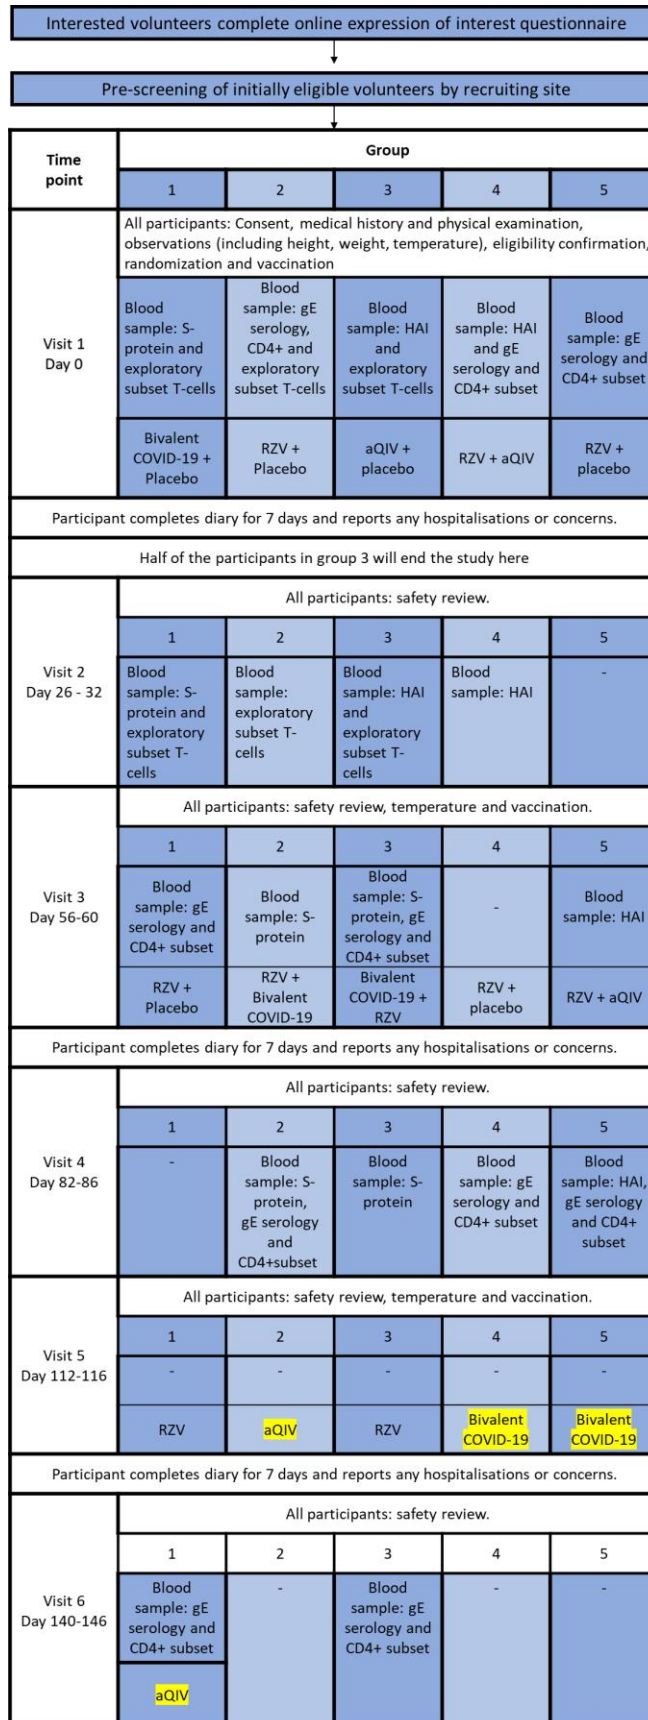 Interested volunteers complete online expression of interest questionnaire
Pre-screening of initially eligible volunteers by recruiting site
Time
point
Group
1
2
3
4
5
Visit 1
Day 0
All participants: Consent, medical history and physical examination,
observations (including height, weight, temperature), eligibility confirmation,
randomization and vaccination
Blood
sample: S-
protein and
exploratory
subset T-cells
Blood
sample: gE
serology,
CD4+ and
exploratory
subset T-cells
Blood
sample: HAI
and
exploratory
subset T-cells
Blood
sample: HAI
and gE
serology and
CD4+ subset
Blood
sample: gE
serology and
CD4+ subset
Bivalent
COVID-19 +
Placebo
RZV +
Placebo
aQIV +
placebo
RZV + aQIV
RZV +
placebo
Participant completes diary for 7 days and reports any hospitalisations or concerns.
Half of the participants in group 3 will end the study here
Visit 2
Day 26 - 32
All participants: safety review.
1
2
3
4
5
Blood
sample: S-
protein and
exploratory
subset T-
cells
Blood
sample:
exploratory
subset T-
cells
Blood
sample: HAI
and
exploratory
subset T-
cells
Blood
sample: HAI
-
Visit 3
Day 56-60
All participants: safety review, temperature and vaccination.
1
2
3
4
5
Blood
sample: gE
serology and
CD4+ subset
Blood
sample: S-
protein
Blood
sample: S-
protein, gE
serology and
CD4+ subset
-
Blood
sample: HAI
RZV +
Placebo
RZV +
Bivalent
COVID-19
Bivalent
COVID-19 +
RZV
RZV +
placebo
RZV + aQIV
Participant completes diary for 7 days and reports any hospitalisations or concerns.
Visit 4
Day 82-86
All participants: safety review.
1
2
3
4
5
-
Blood
sample: S-
protein,
gE serology
and
CD4+subset
Blood
sample: S-
protein
Blood
sample: gE
serology and
CD4+ subset
Blood
sample: HAI,
gE serology
and CD4+
subset
Visit 5
Day 112-116
All participants: safety review, temperature and vaccination.
1
2
3
4
5
-
-
-
-
-
RZV
aQIV
RZV
Bivalent
COVID-19
Bivalent
COVID-19
Participant completes diary for 7 days and reports any hospitalisations or concerns.
Visit 6
Day 140-146
All participants: safety review.
1
2
3
4
5
Blood
sample: gE
serology and
CD4+ subset
-
Blood
sample: gE
serology and
CD4+ subset
-
-
aQIV